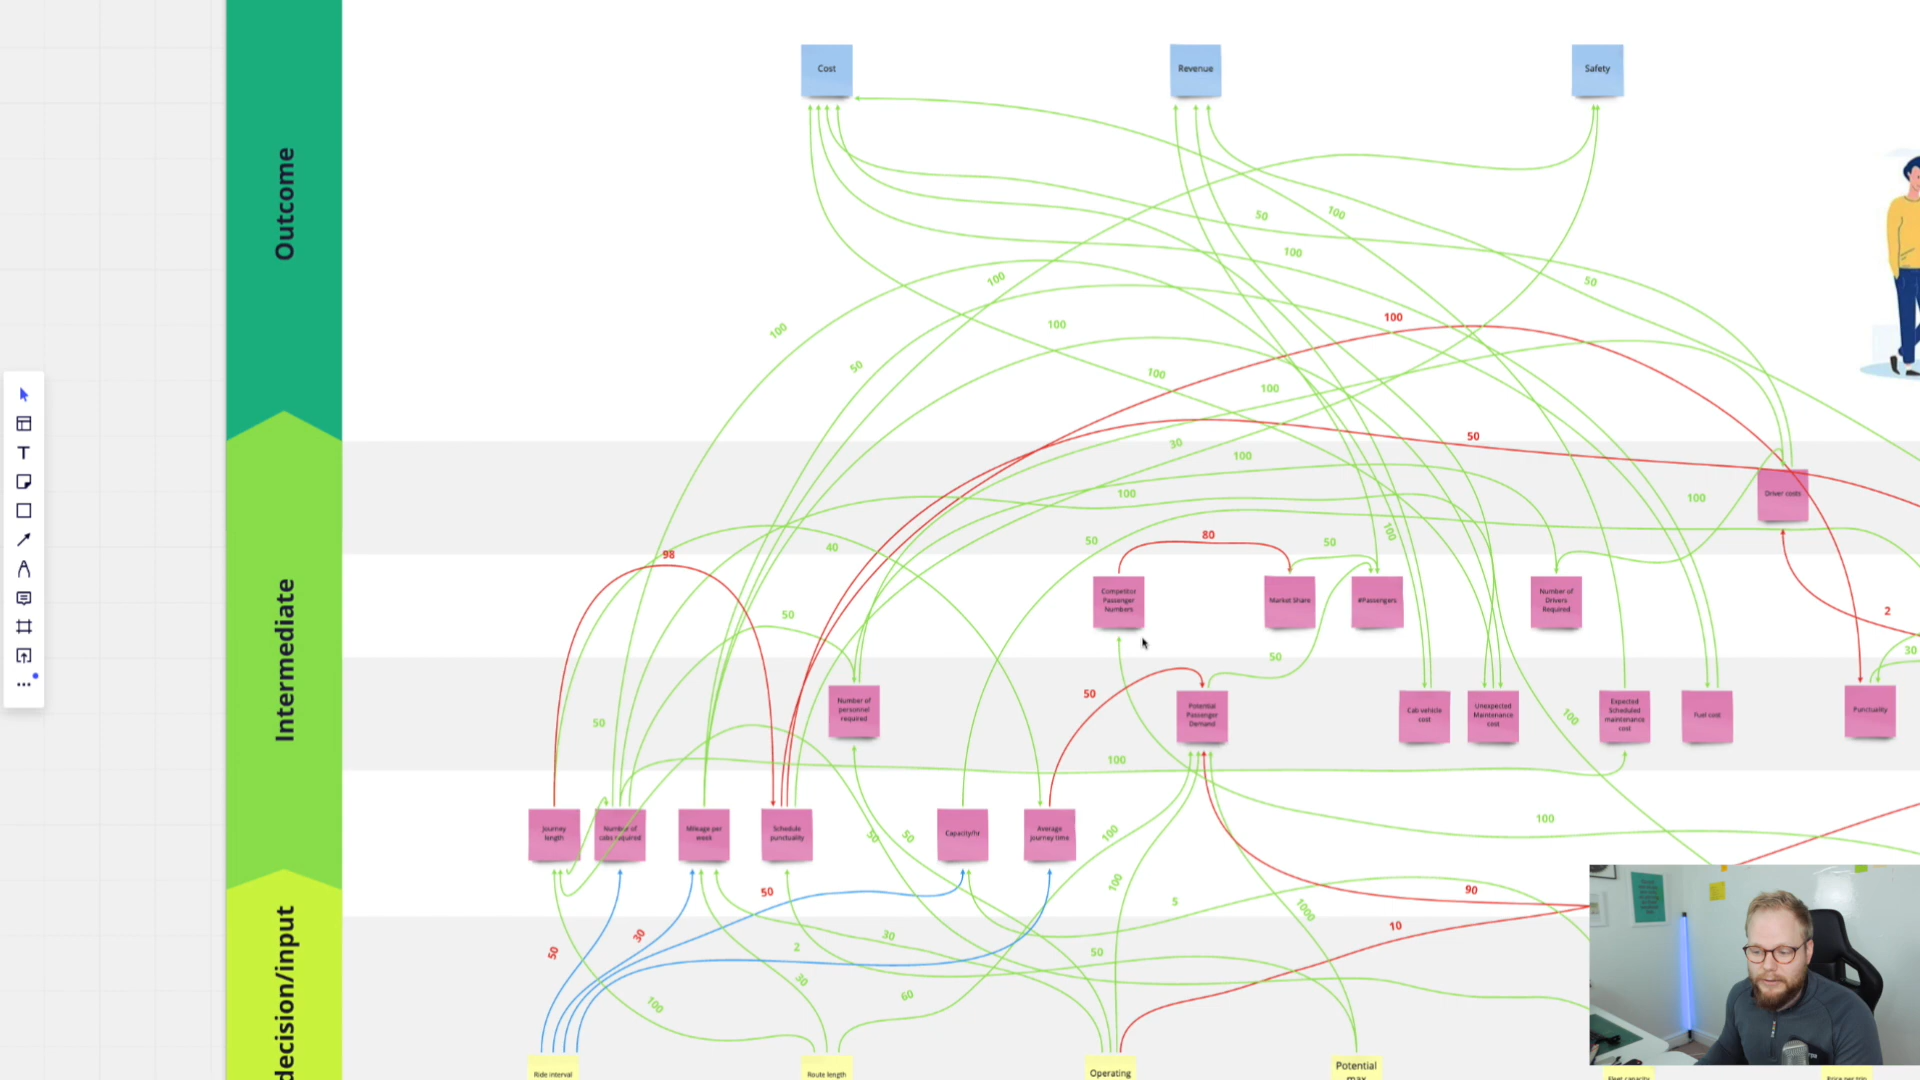 Cost
Revenue
Safety
Outcome
50
100
100
100
50
100
100
100
50
100
100
50
30
100
100
100
Driver costs
100
98
40
50
80
50
Competitor
Passenger
Numbers
Market Share
#Passengers
Number of
Drivers
Required
2
50
50
30
Intermediate
50
Number of
personnel
required
Potential
Passenger
Demand
Cab vehicle
cost
Unexpected
Maintenance
cost
Expected
Scheduled
maintenance
cost
Fuel cost
Punctuality
50
100
100
Journey
length
Number of
cabs required
Mileage per
week
Schedule
punctuality
Capacity/hr
Average
journey time
50
50
100
100
50
100
5
1000
90
50
30
30
2
50
10
30
60
100
decision/input
Ride interval
Route length
Operating
Potential
max
Fleet capacity
Price per trip